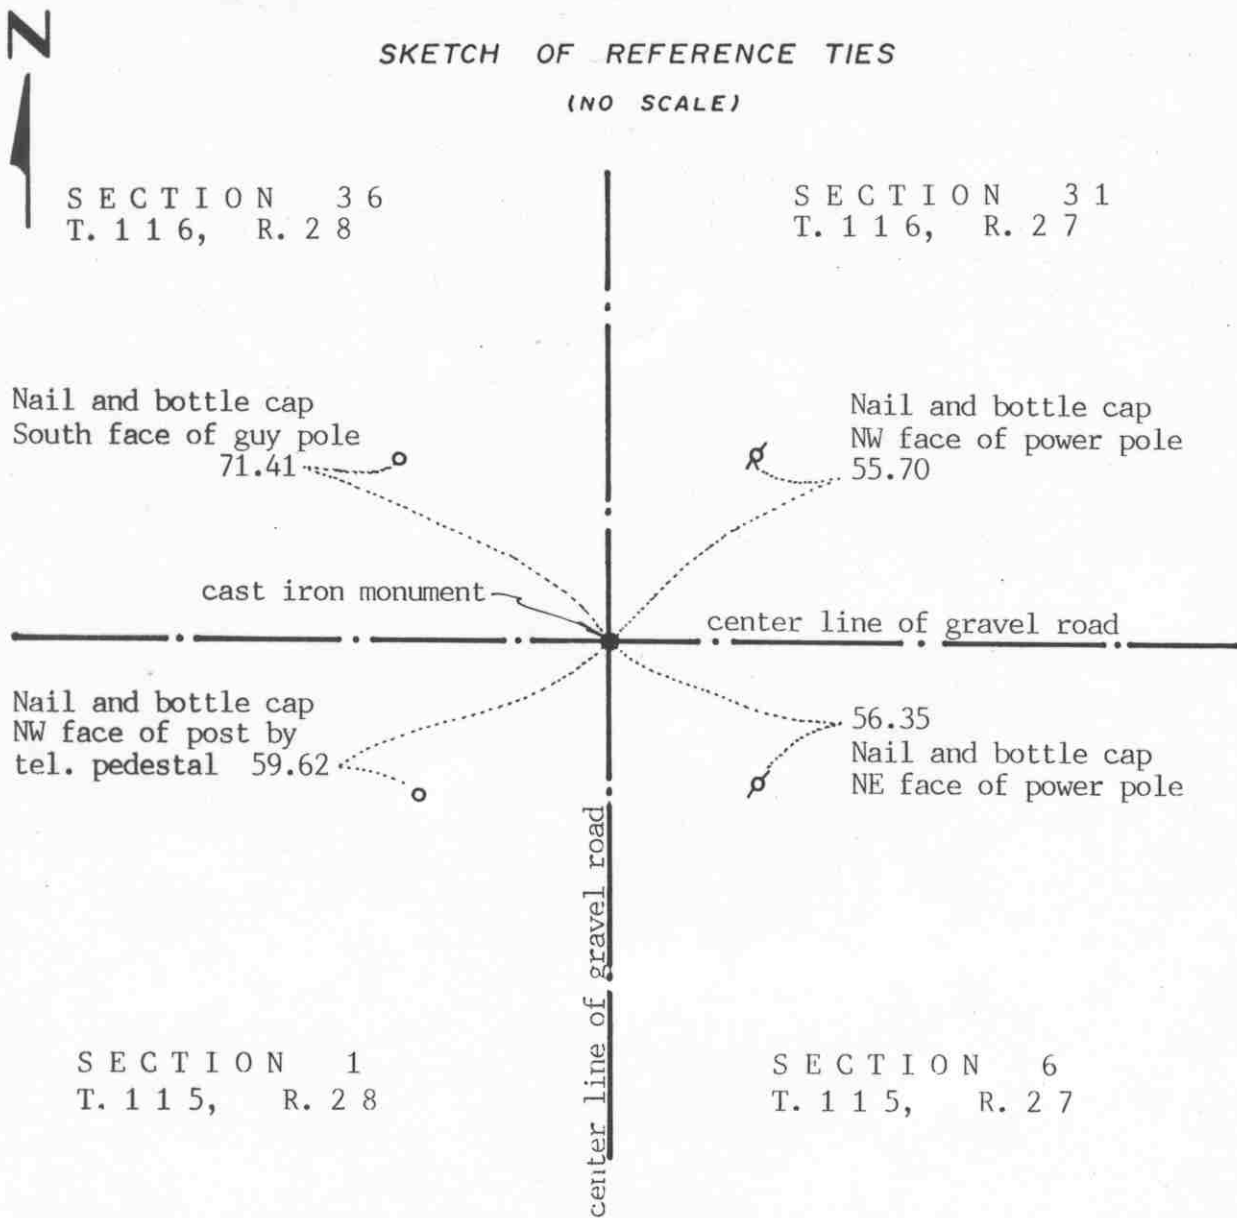 N
SKETCH OF REFERENCE TIES
(NO SCALE)
SECTION 36
T. 116, R. 28
SECTION 31
T. 116, R. 27
Nail and bottle cap
South face of guy pole
71.41
Nail and bottle cap
NW face of power pole
55.70
cast iron monument
center line of gravel road
Nail and bottle cap
NW face of post by
tel. pedestal 59.62
56.35
Nail and bottle cap
NE face of power pole
center line of gravel road
SECTION 1
T. 115, R. 28
SECTION 6
T. 115, R. 27